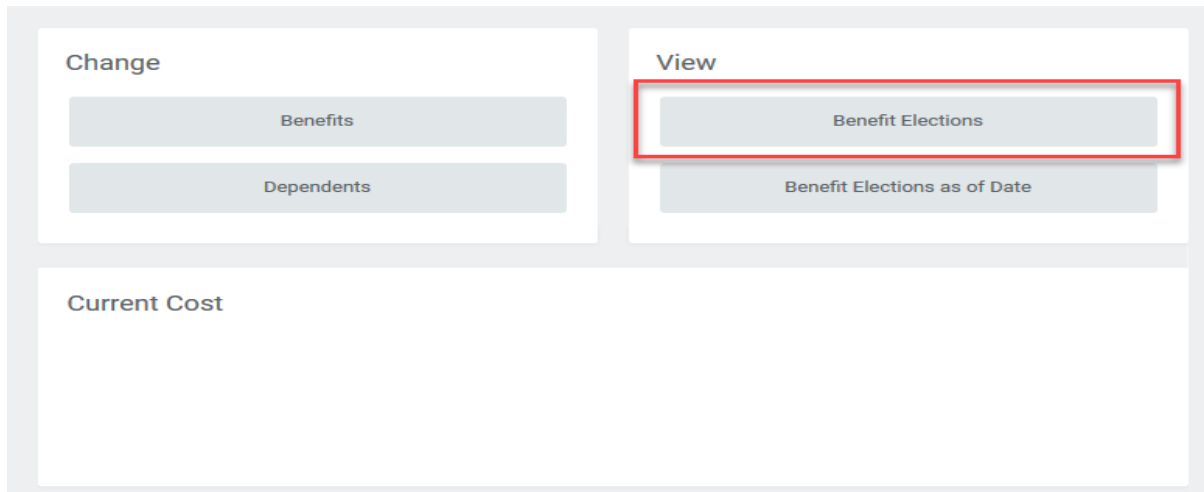 Change
Benefits
Dependents
View
Benefit Elections
Benefit Elections as of Date
Current Cost